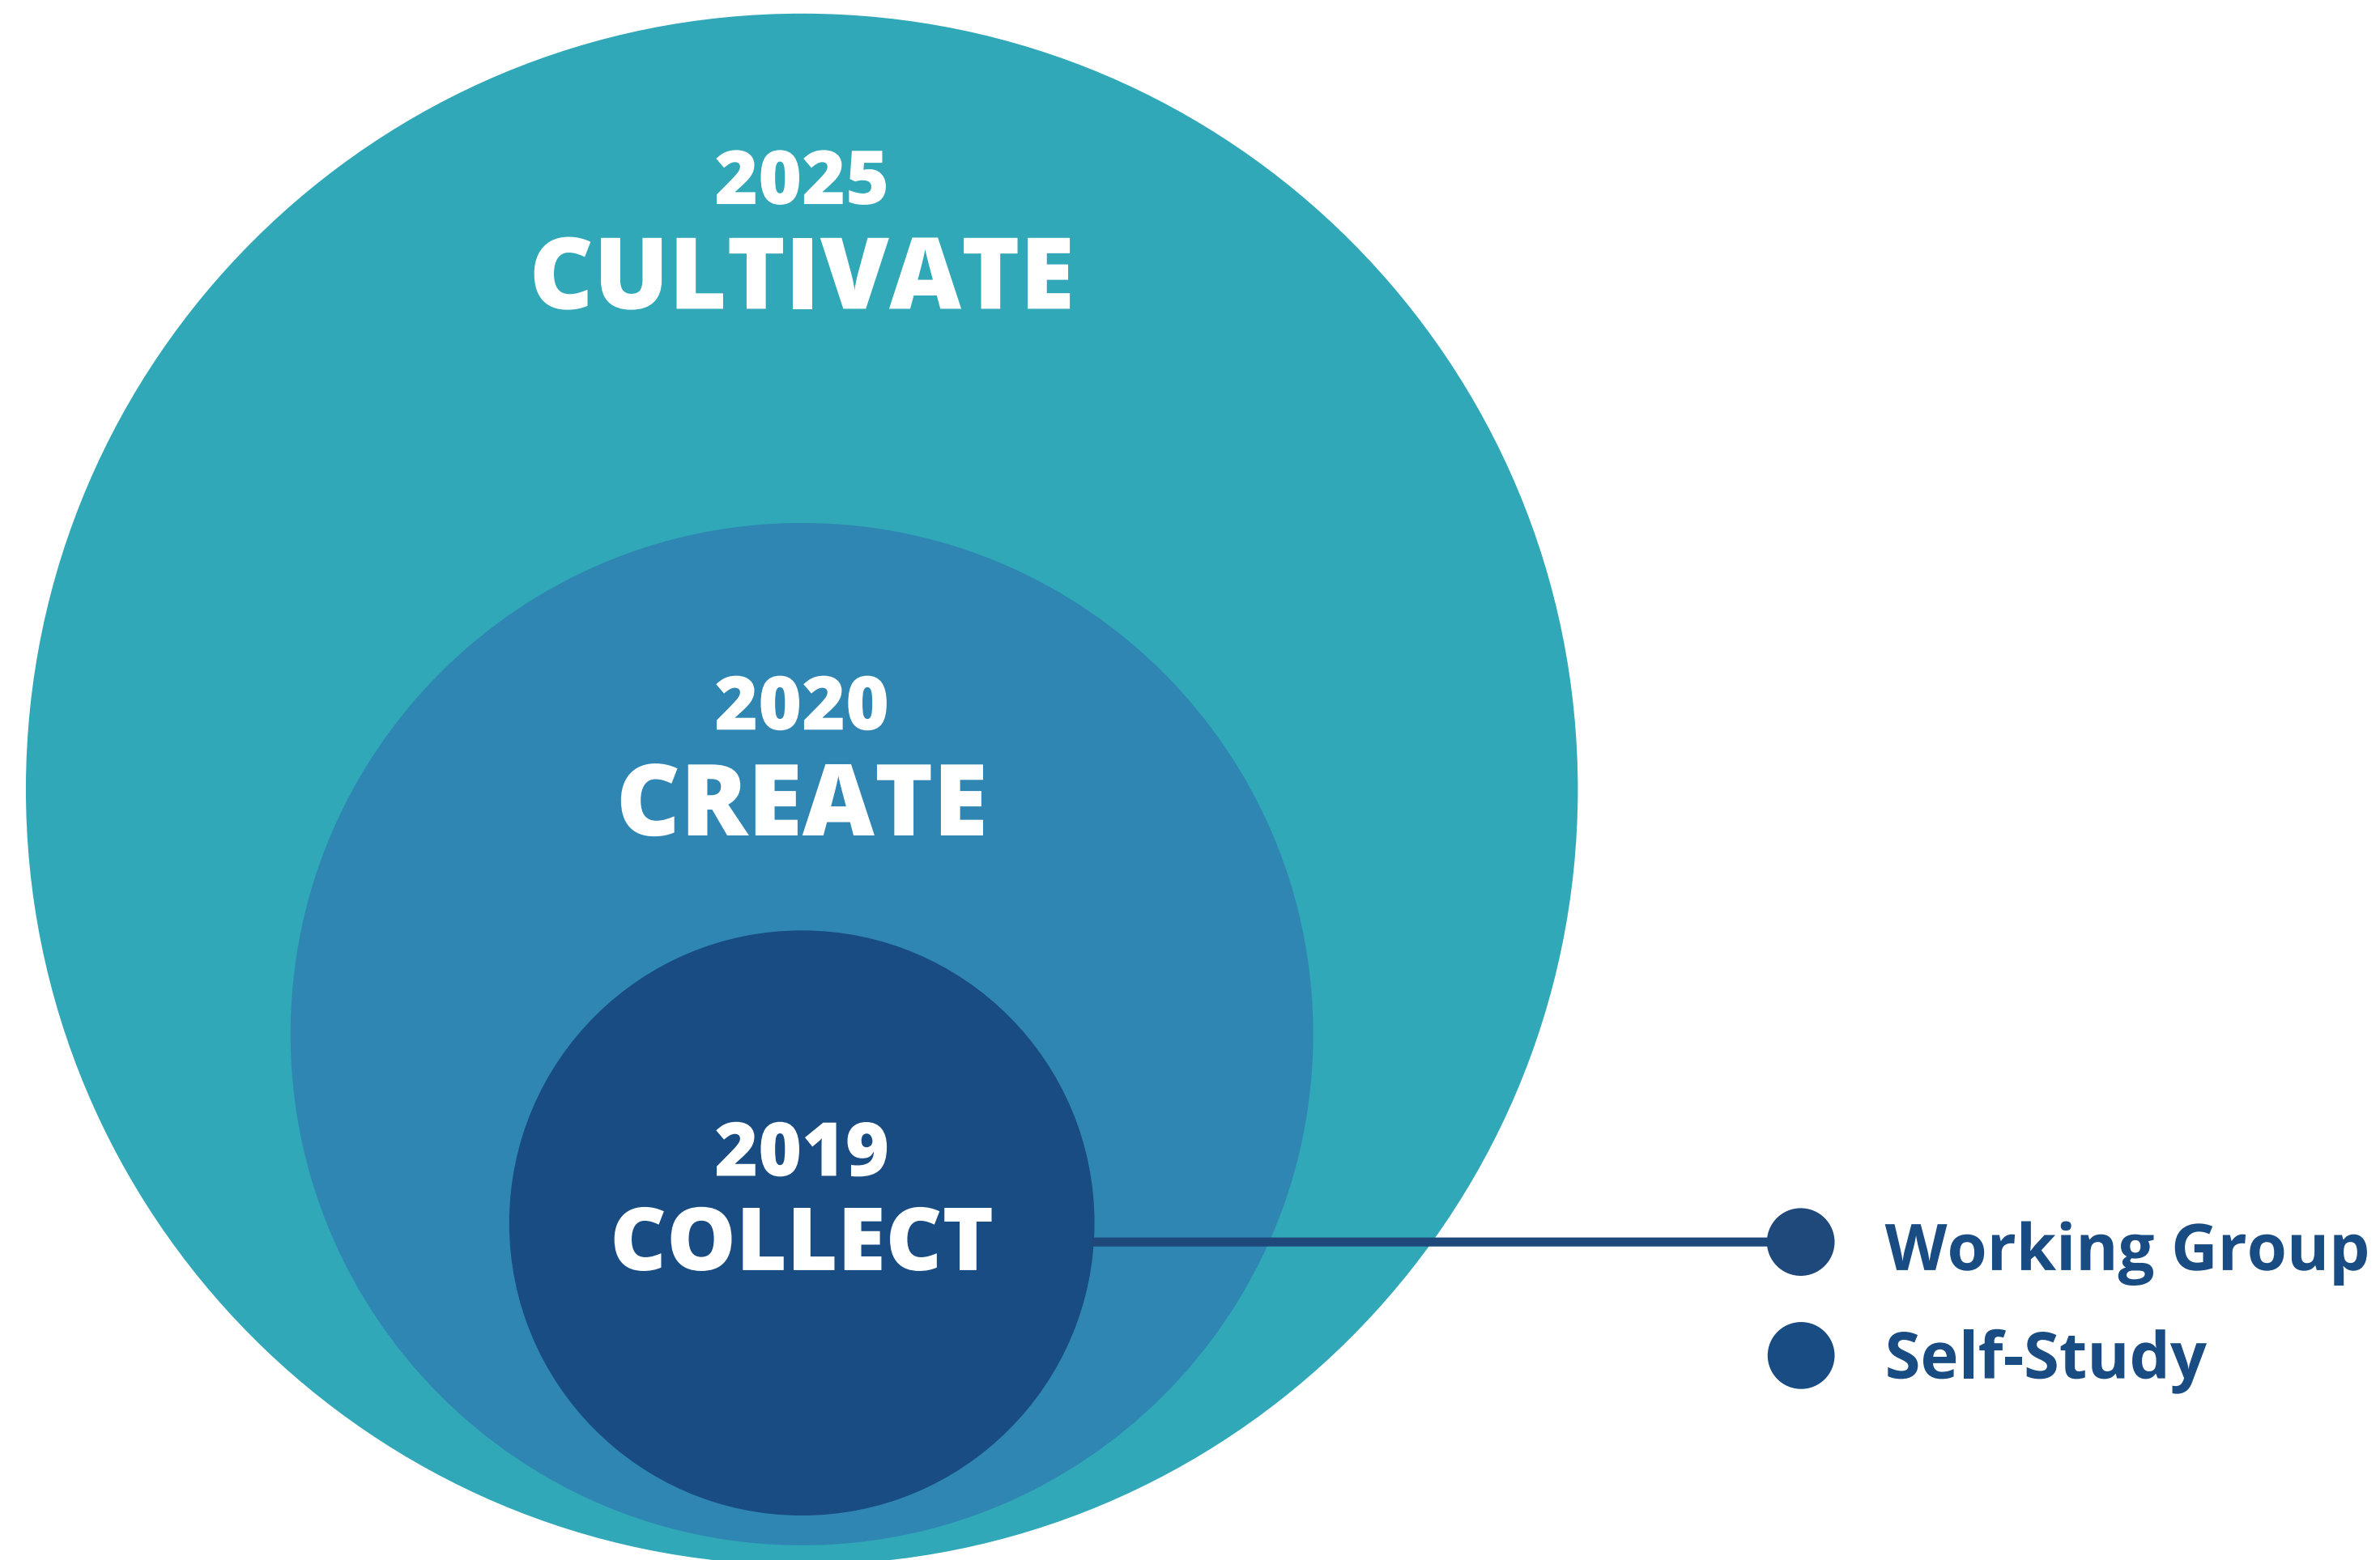 2025
CULTIVATE
2020
CREATE
2019
COLLECT
Working Group
Self-Study